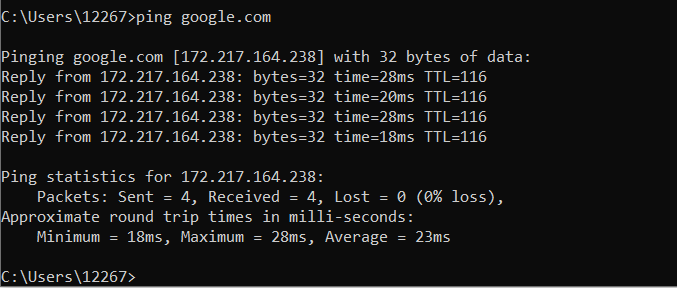 C:\Users\12267>ping google.com
Pinging google.com [172.217.164.238] with 32 bytes of data:
Reply from 172.217.164.238: bytes=32 time=28ms TTL=116
Reply from 172.217.164.238: bytes=32 time=20ms TTL=116
Reply from 172.217.164.238: bytes=32 time=28ms TTL=116
Reply from 172.217.164.238: bytes=32 time=18ms TTL=116
Ping statistics for 172.217.164.238:
    Packets: Sent = 4, Received = 4, Lost = 0 (0% loss),
Approximate round trip times in milli-seconds:
    Minimum = 18ms, Maximum = 28ms, Average = 23ms
C:\Users\12267>